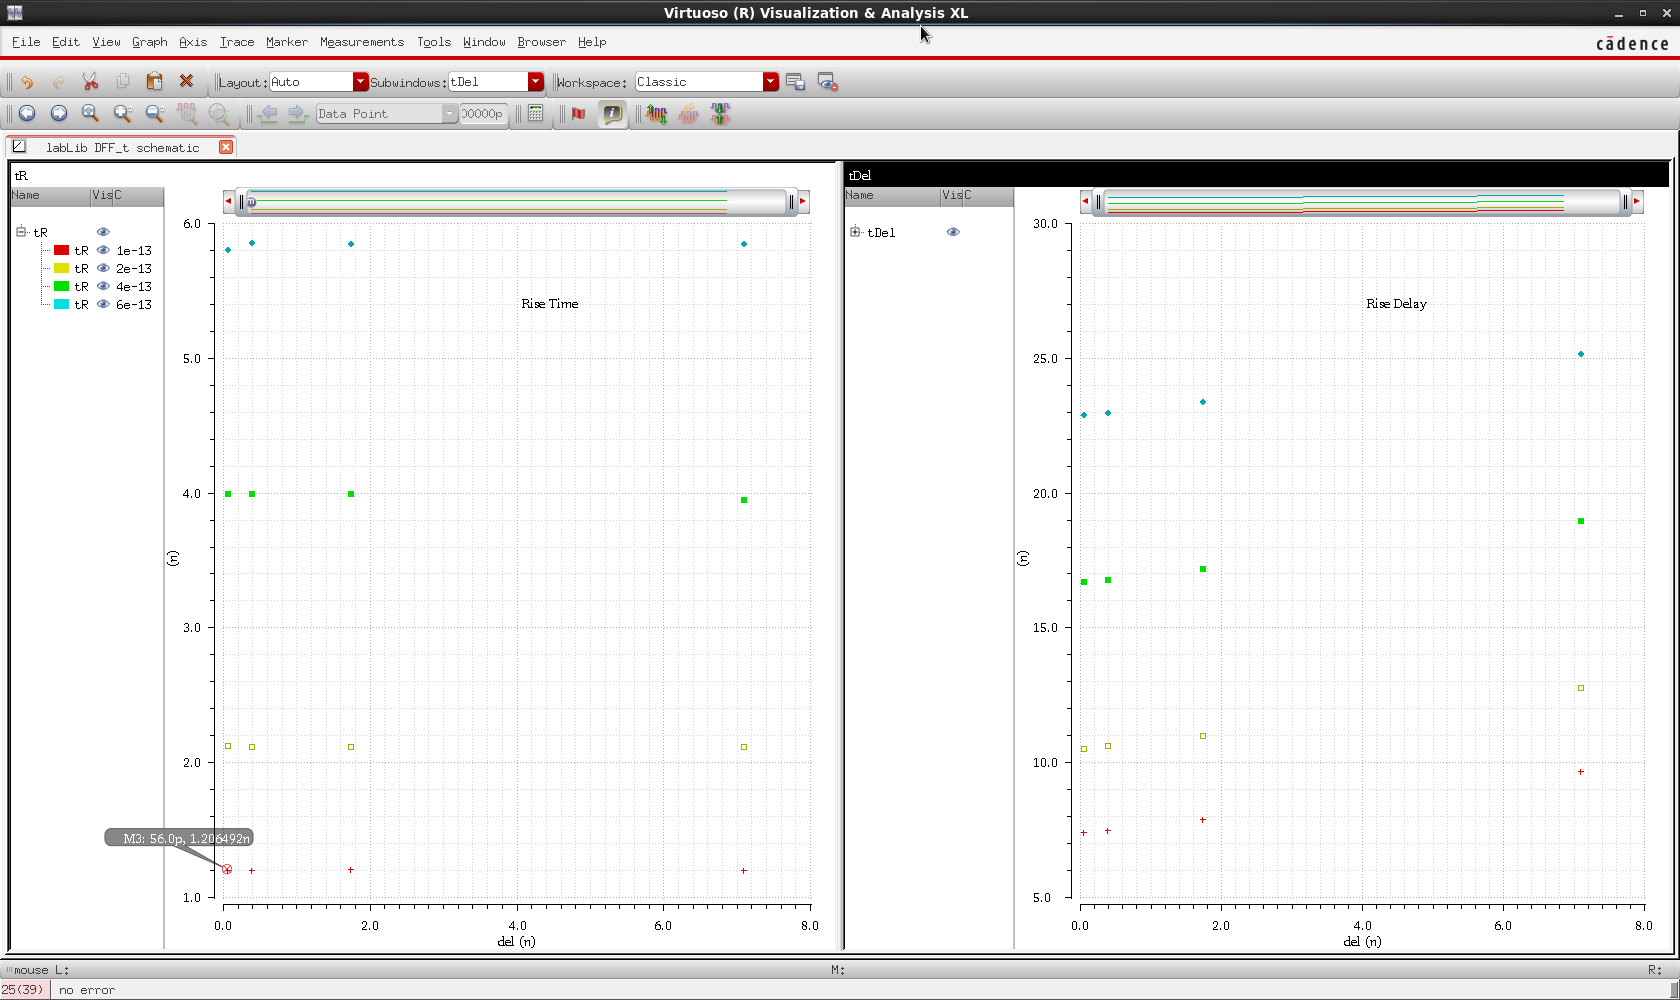 Virtuoso (R) Visualization & Analysis XL
File Edit View Graph Axis Trace Marker Measurements Tools Window Browser Help
cādence
Layout: Auto Subwindows: tDel Workspace: Classic
Data Point 00000p
labLib DFF_t schematic
tR
Name Vis C
tR
tR 1e-13
tR 2e-13
tR 4e-13
tR 6e-13
6.0
5.0
4.0
3.0
2.0
1.0
(n)
Rise Time
M3: 56.0p, 1.206492n
0.0 2.0 4.0 6.0 8.0
del (n)
tDel
Name Vis C
tDel
30.0
25.0
20.0
15.0
10.0
5.0
(n)
Rise Delay
0.0 2.0 4.0 6.0 8.0
del (n)
mouse L: M: R:
25(39) no error